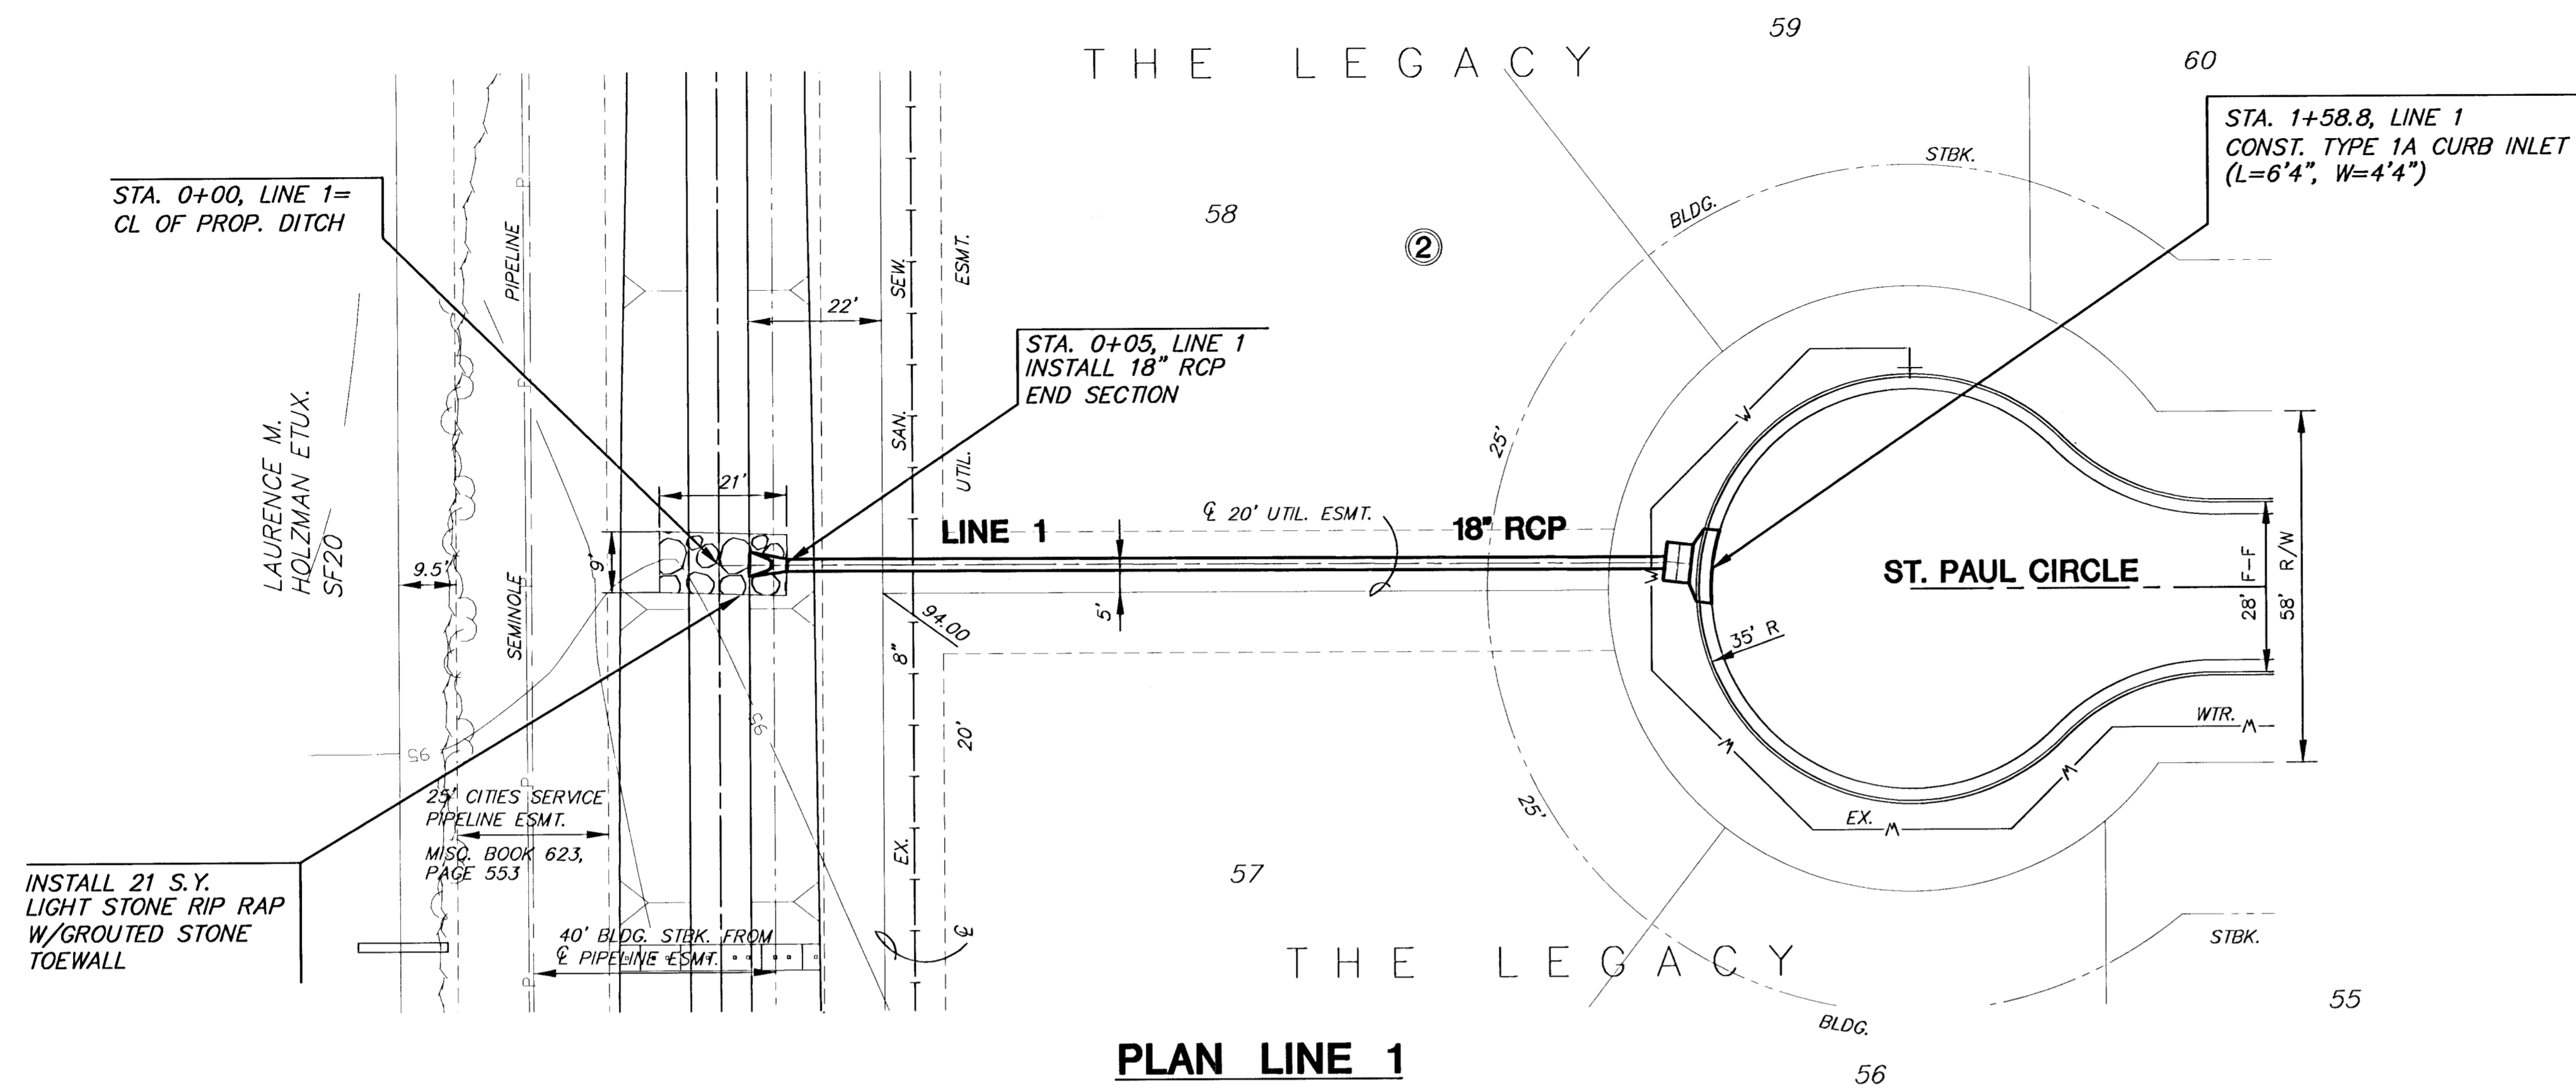 59
THE LEGACY
60
STA. 1+58.8, LINE 1
CONST. TYPE 1A CURB INLET
(L=6'4", W=4'4")
STBK.
BLDG.
STA. 0+00, LINE 1=
CL OF PROP. DITCH
58
2
PIPELINE
SEW.
ESMT.
22'
STA. 0+05, LINE 1
INSTALL 18" RCP
END SECTION
LAURENCE M.
HOLZMAN ETUX.
SF20
P
P
P
P
P
W
25'
SAN.
UTIL.
21'
LINE 1
℄ 20' UTIL. ESMT.
18" RCP
9.5'
9'
W
ST. PAUL CIRCLE
28' F-F
58' R/W
5'
94.00
SEMINOLE
8"
35' R
95
95
20'
W
W
WTR.
W
25' CITIES SERVICE
PIPELINE ESMT.
MISC. BOOK 623,
PAGE 553
25'
EX.
W
EX.
57
INSTALL 21 S.Y.
LIGHT STONE RIP RAP
W/GROUTED STONE
TOEWALL
40' BLDG. STBK. FROM
℄ PIPELINE ESMT.
℄
THE LEGACY
STBK.
55
BLDG.
PLAN LINE 1
56